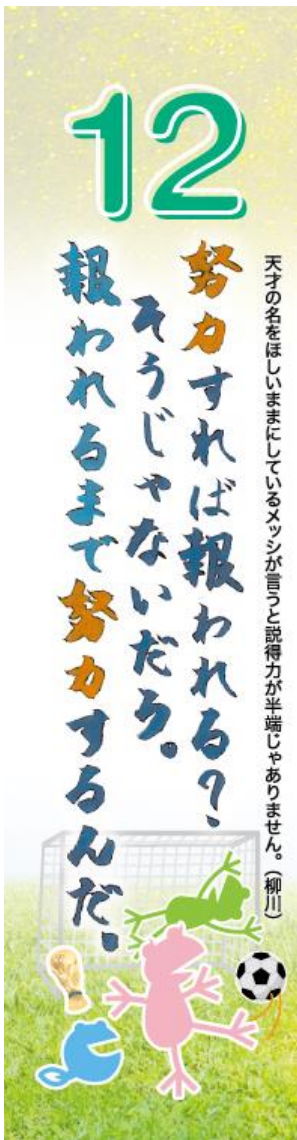 12
天才の名をほしいままにしているメッシが言うと説得力が半端じゃありません。(柳川)
努力すれば報われる?
そうじゃないだろ。
報われるまで努力するんだ。